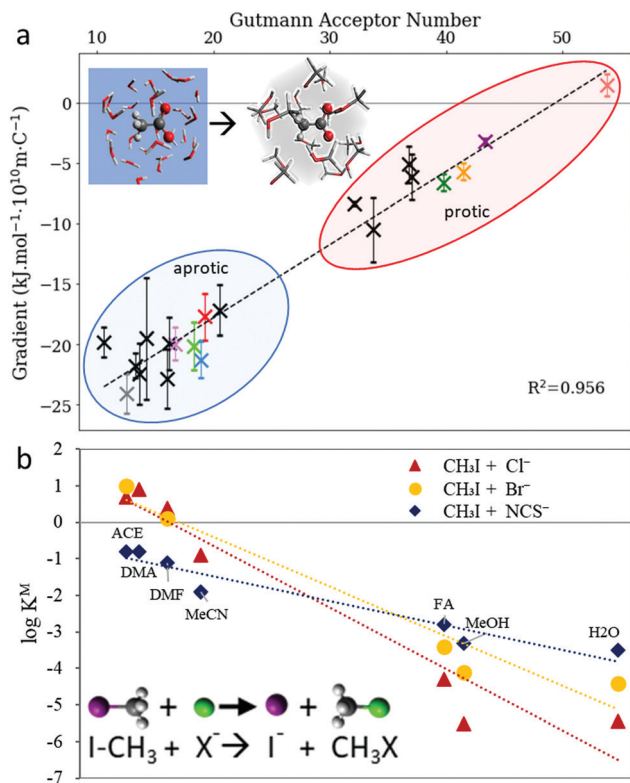 Gutmann Acceptor Number
a
10 20 30 40 50
Gradient (kJ.mol⁻¹·10¹⁰m·C⁻¹)
0
−5
−10
−15
−20
−25
protic
aprotic
R²=0.956
b
log Kᴹ
2
1
0
-1
-2
-3
-4
-5
-6
-7
CH₃I + Cl⁻
CH₃I + Br⁻
CH₃I + NCS⁻
ACE
DMA
DMF
MeCN
FA
MeOH
H2O
+ +
I-CH₃ + X⁻ → I⁻ + CH₃X